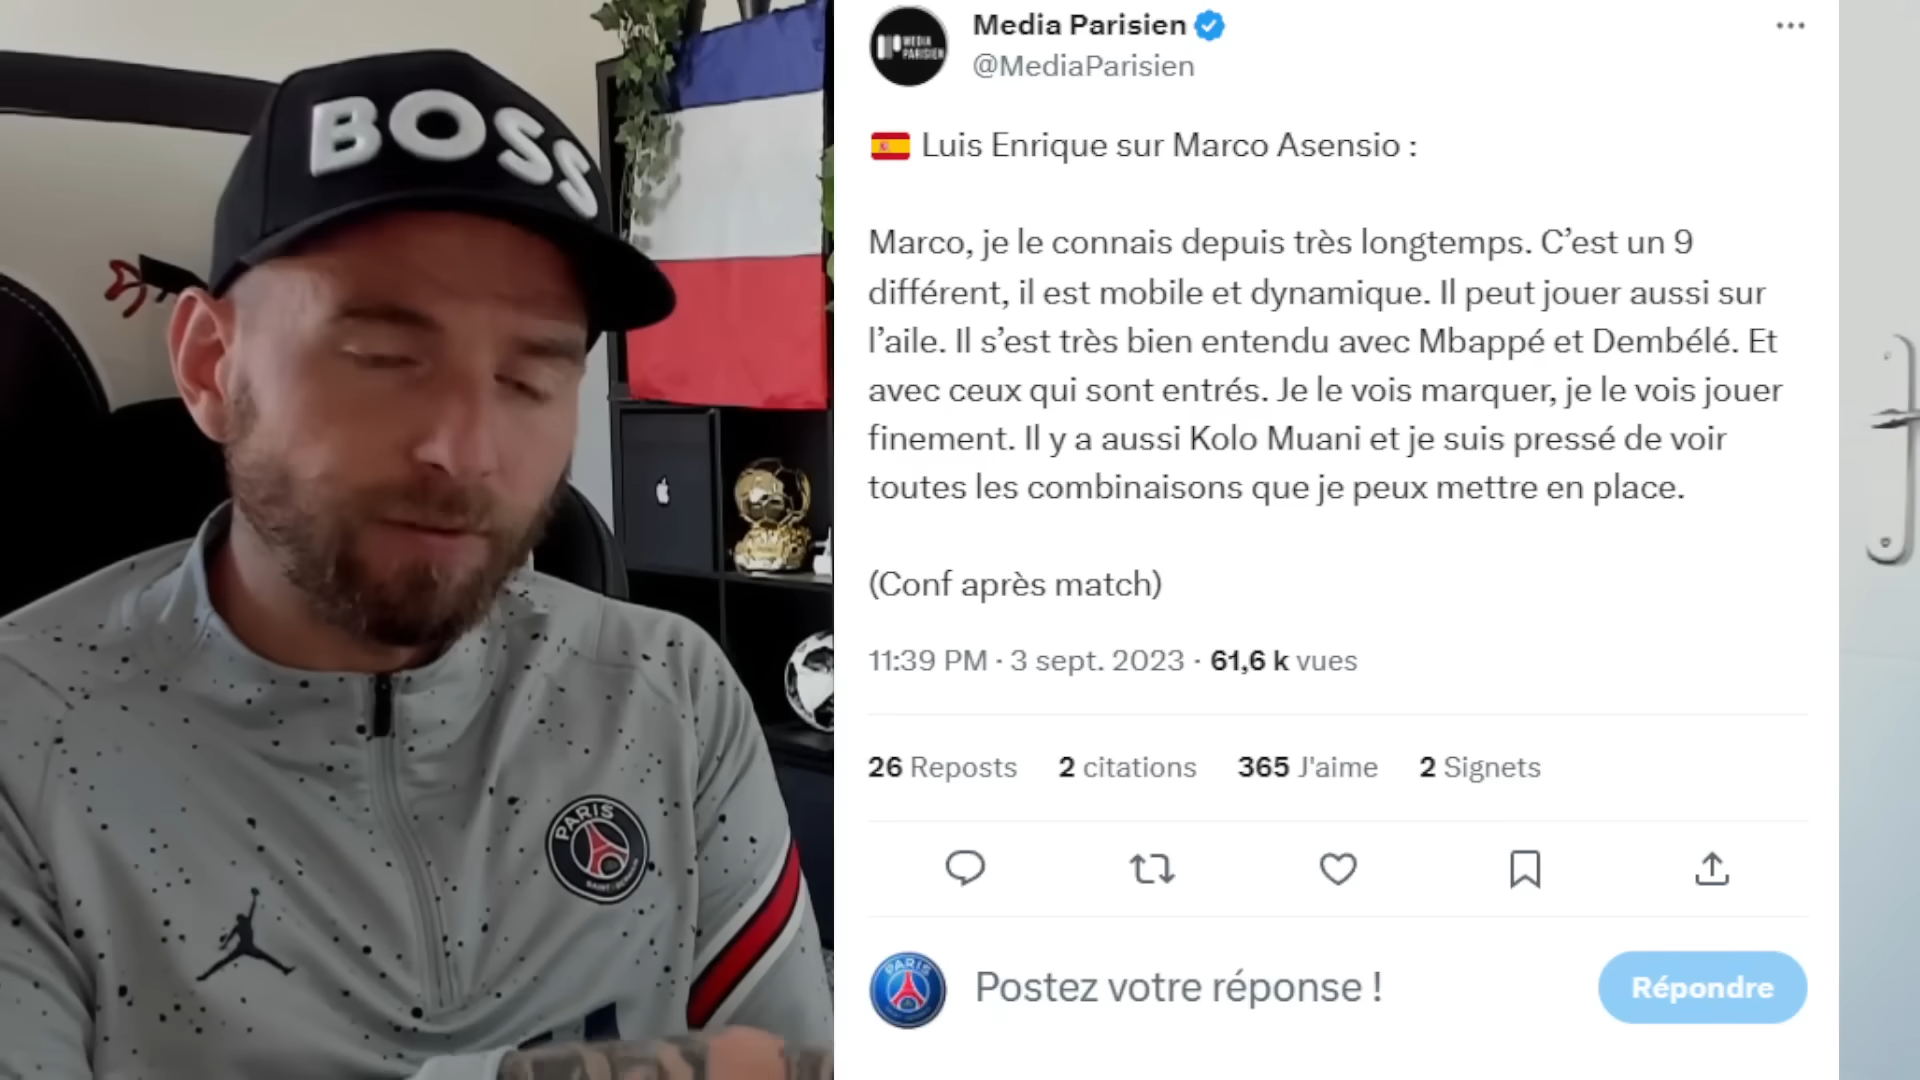 BOSS
PARIS
SAINT-GERMAIN
MEDIA
PARISIEN
Media Parisien
@MediaParisien
Luis Enrique sur Marco Asensio :
Marco, je le connais depuis très longtemps. C’est un 9
différent, il est mobile et dynamique. Il peut jouer aussi sur
l’aile. Il s’est très bien entendu avec Mbappé et Dembélé. Et
avec ceux qui sont entrés. Je le vois marquer, je le vois jouer
finement. Il y a aussi Kolo Muani et je suis pressé de voir
toutes les combinaisons que je peux mettre en place.
(Conf après match)
11:39 PM · 3 sept. 2023 · 61,6 k vues
26 Reposts 2 citations 365 J'aime 2 Signets
PARIS
Postez votre réponse !
Répondre